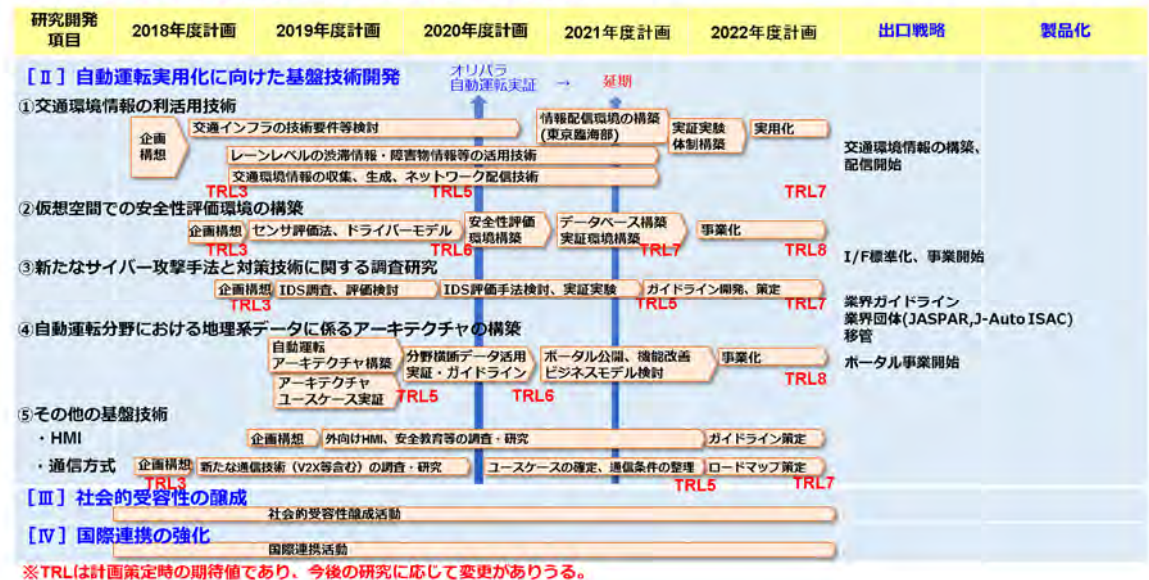 研究開発
項目
2018年度計画
2019年度計画
2020年度計画
2021年度計画
2022年度計画
出口戦略
製品化
［Ⅱ］自動運転実用化に向けた基盤技術開発
オリパラ
自動運転実証
→
延期
①交通環境情報の利活用技術
企画
構想
交通インフラの技術要件等検討
情報配信環境の構築
(東京臨海部)
実証実験
体制構築
実用化
レーンレベルの渋滞情報・障害物情報等の活用技術
交通環境情報の収集、生成、ネットワーク配信技術
TRL3
TRL5
TRL7
交通環境情報の構築、
配信開始
②仮想空間での安全性評価環境の構築
企画構想
センサ評価法、ドライバーモデル
安全性評価
環境構築
データベース構築
実証環境構築
事業化
TRL3
TRL6
TRL7
TRL8
I/F標準化、事業開始
③新たなサイバー攻撃手法と対策技術に関する調査研究
企画構想
IDS調査、評価検討
IDS評価手法検討、実証実験
ガイドライン開発、策定
TRL3
TRL5
TRL7
業界ガイドライン
業界団体(JASPAR,J-Auto ISAC)
移管
④自動運転分野における地理系データに係るアーキテクチャの構築
自動運転
アーキテクチャ構築
分野横断データ活用
実証・ガイドライン
ポータル公開、機能改善
ビジネスモデル検討
事業化
アーキテクチャ
ユースケース実証
TRL5
TRL6
TRL8
ポータル事業開始
⑤その他の基盤技術
・HMI
企画構想
外向けHMI、安全教育等の調査・研究
ガイドライン策定
・通信方式
企画構想
新たな通信技術（V2X等含む）の調査・研究
ユースケースの確定、通信条件の整理
ロードマップ策定
TRL3
TRL5
TRL7
［Ⅲ］社会的受容性の醸成
社会的受容性醸成活動
［Ⅳ］国際連携の強化
国際連携活動
※TRLは計画策定時の期待値であり、今後の研究に応じて変更がありうる。